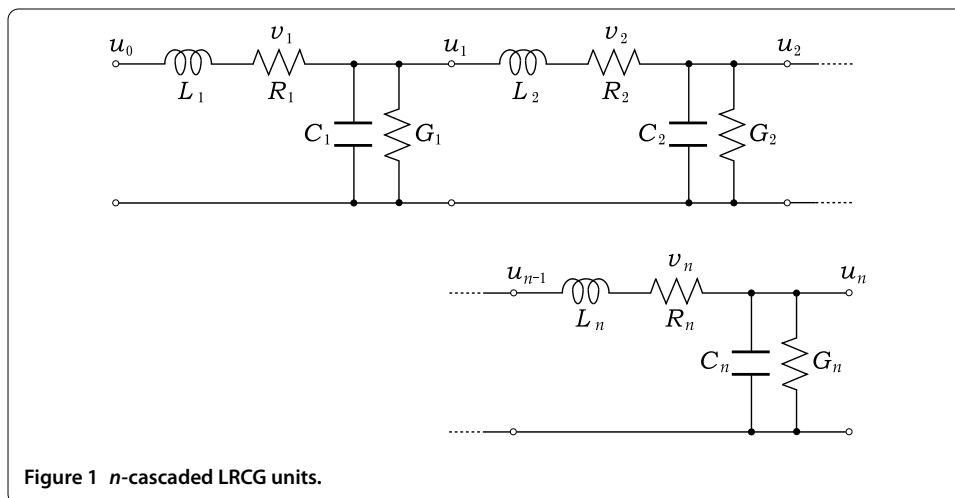 u₀ v₁ u₁ v₂ u₂
L₁ R₁ L₂ R₂
C₁ G₁ C₂ G₂
uₙ₋₁ vₙ uₙ
Lₙ Rₙ
Cₙ Gₙ
Figure 1 n-cascaded LRCG units.